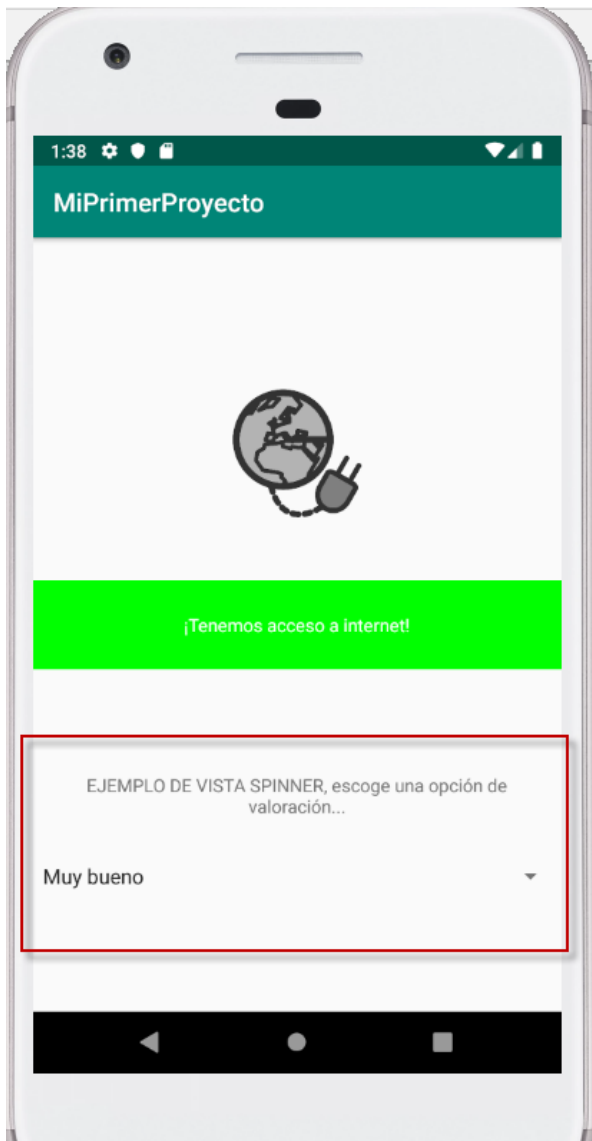 1:38
MiPrimerProyecto
¡Tenemos acceso a internet!
EJEMPLO DE VISTA SPINNER, escoge una opción de
valoración...
Muy bueno